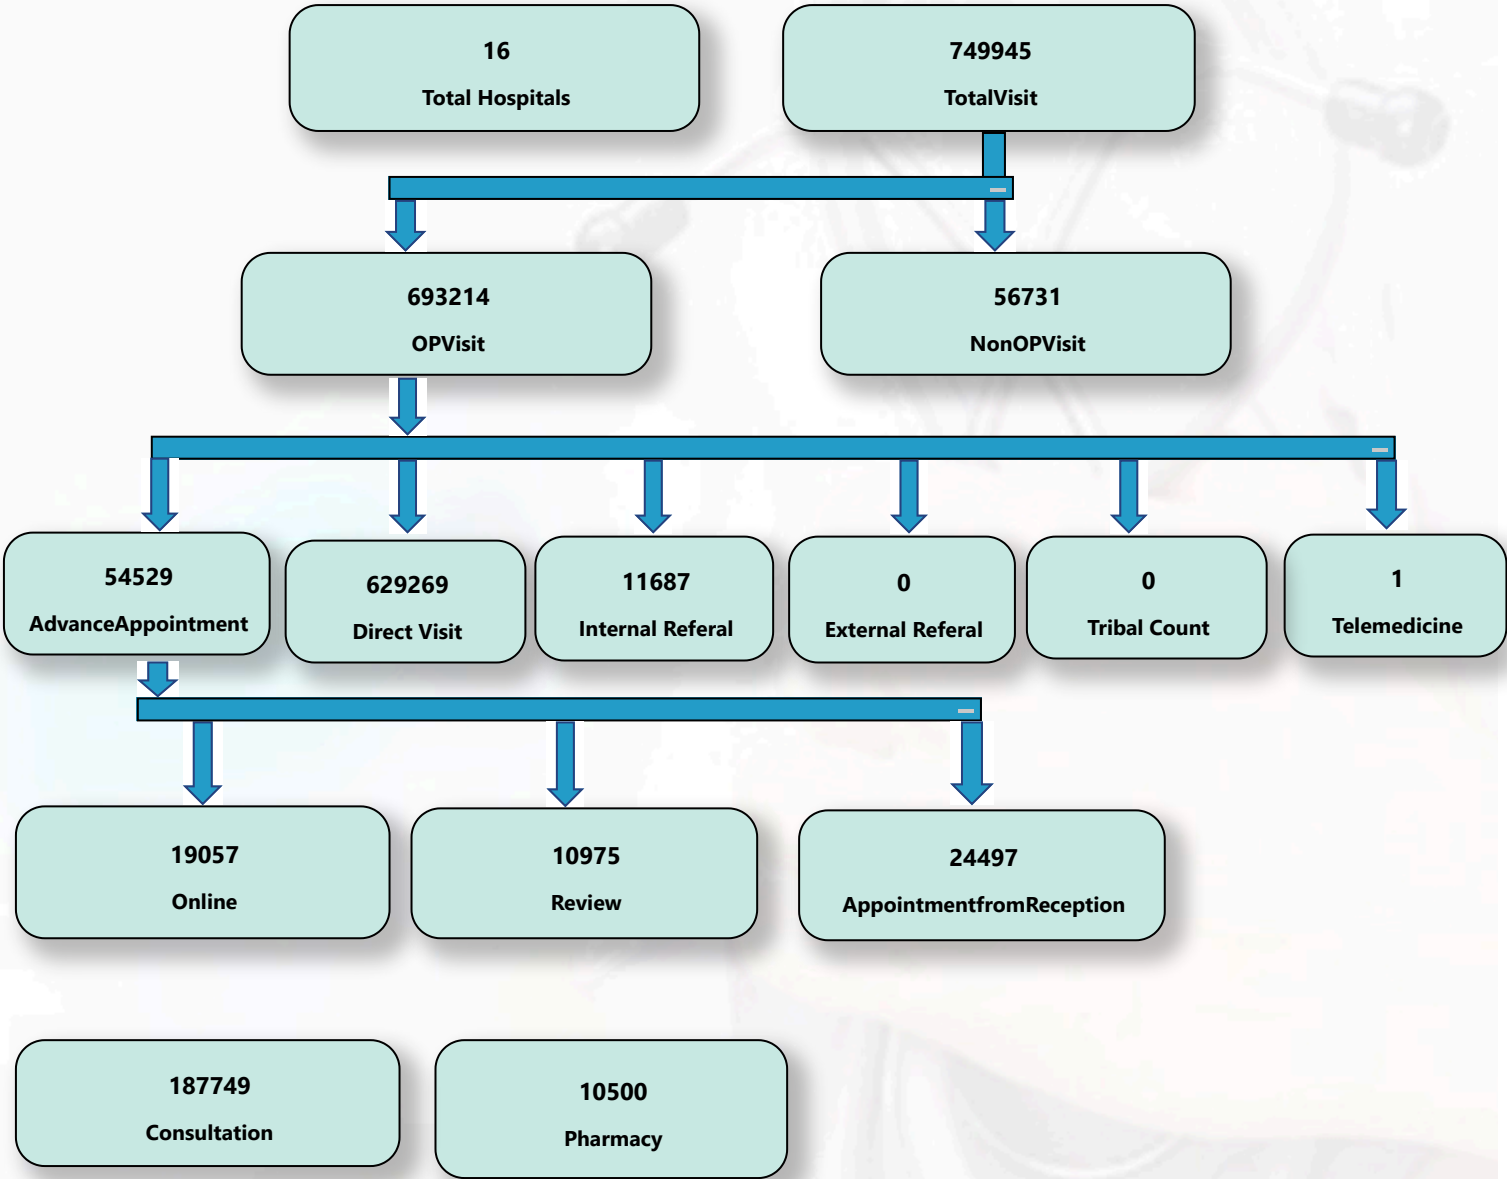 16
Total Hospitals
749945
TotalVisit
693214
OPVisit
56731
NonOPVisit
54529
AdvanceAppointment
629269
Direct Visit
11687
Internal Referal
0
External Referal
0
Tribal Count
1
Telemedicine
19057
Online
10975
Review
24497
AppointmentfromReception
187749
Consultation
10500
Pharmacy